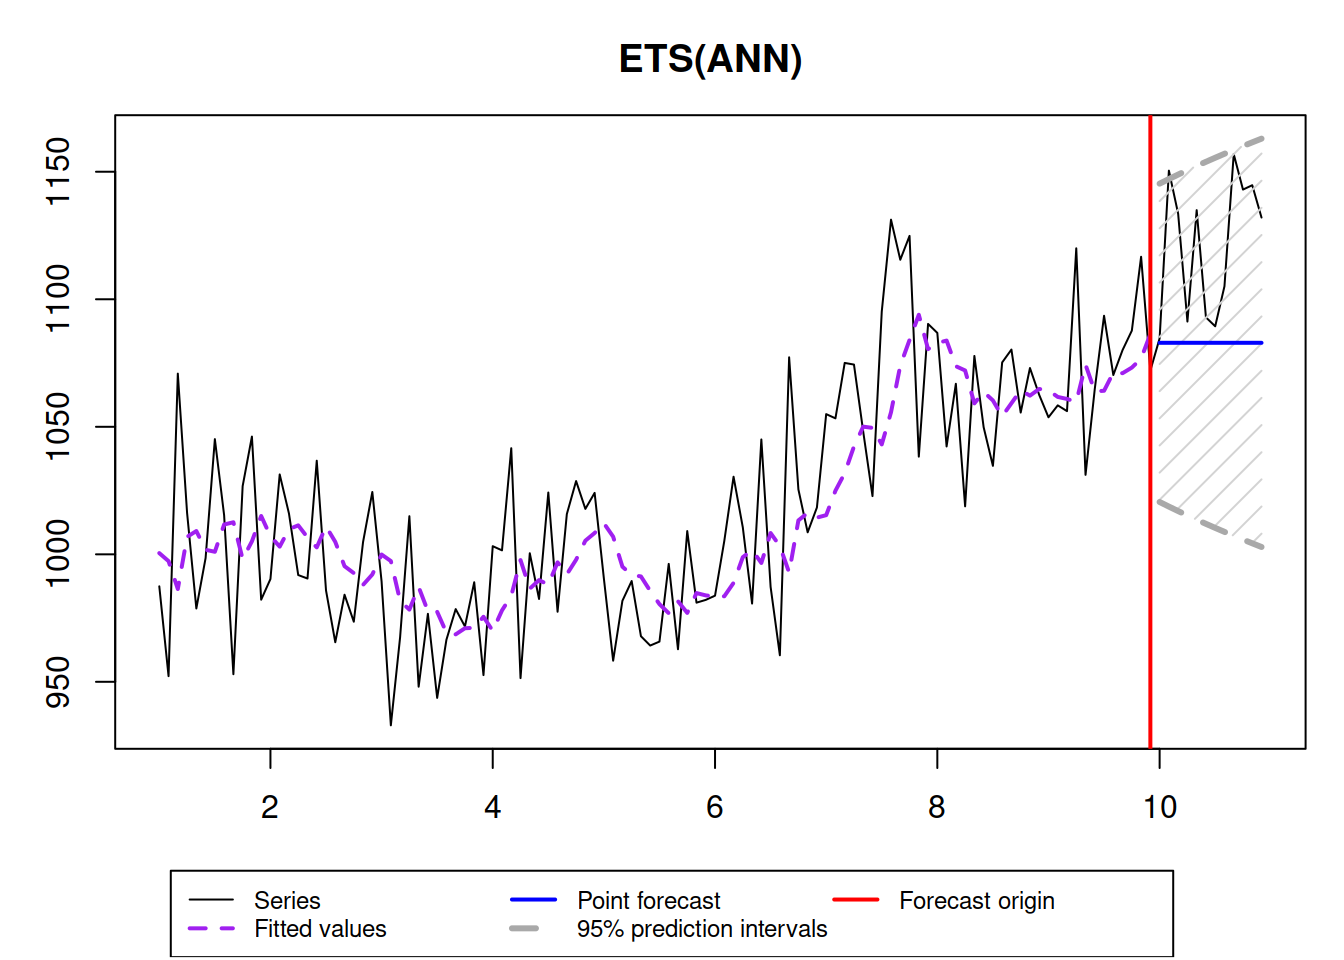 ETS(ANN)
1150
1100
1050
1000
950
2 4 6 8 10
Series Point forecast Forecast origin
Fitted values 95% prediction intervals